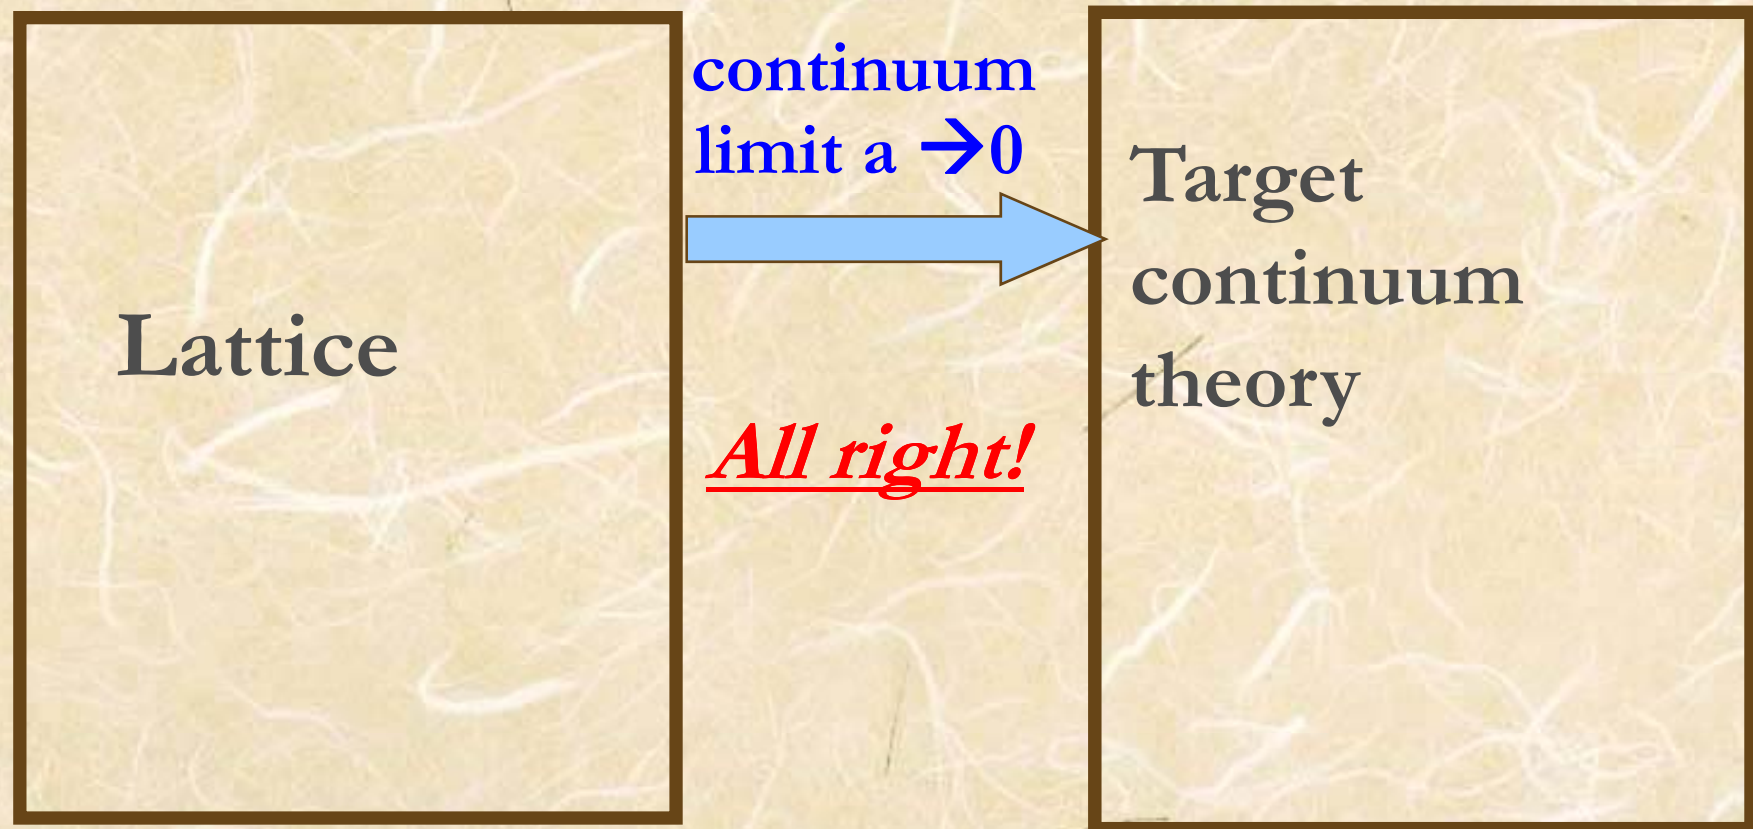 Lattice
continuum
limit a →0
All right!
Target
continuum
theory